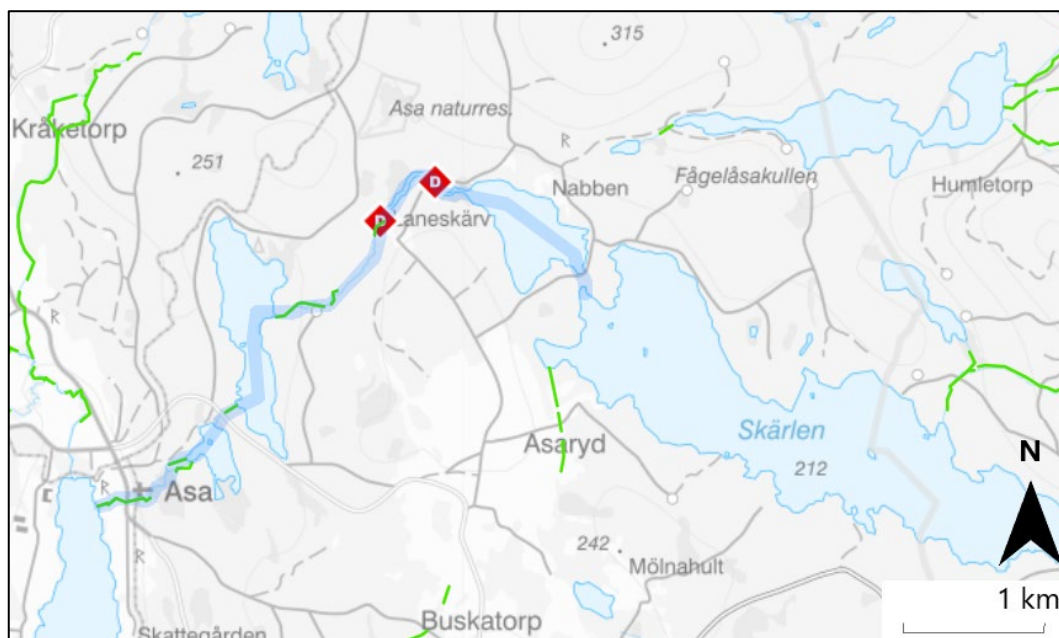 315
Asa naturres.
Kråketorp
251
D
Nabben
Fågelåsakullen
Humletorp
R
D
Laneskärv
R
R
Skärlen
Asaryd
212
N
R
Asa
R
242
Mölnahult
1 km
Buskatorp
Skattegården